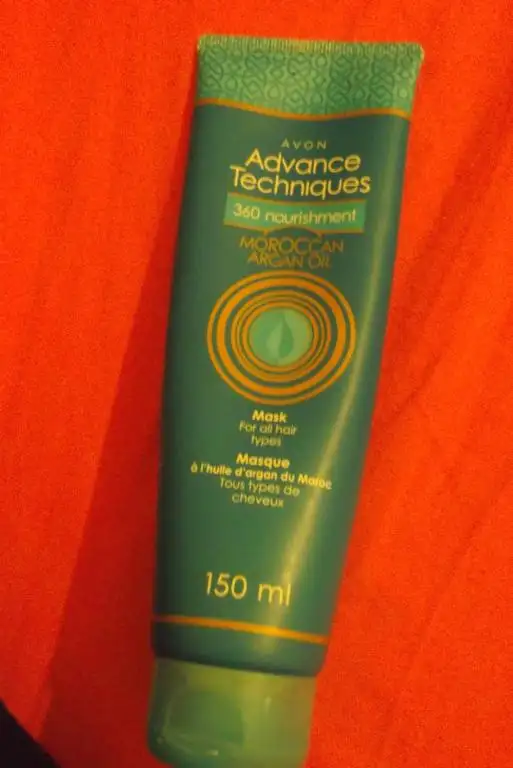 AVON
Advance
Techniques
360 nourishment
MOROCCAN
ARGAN OIL
Mask
For all hair
types
Masque
à l'huile d'argan du Maroc
Tous types de
cheveux
150 ml